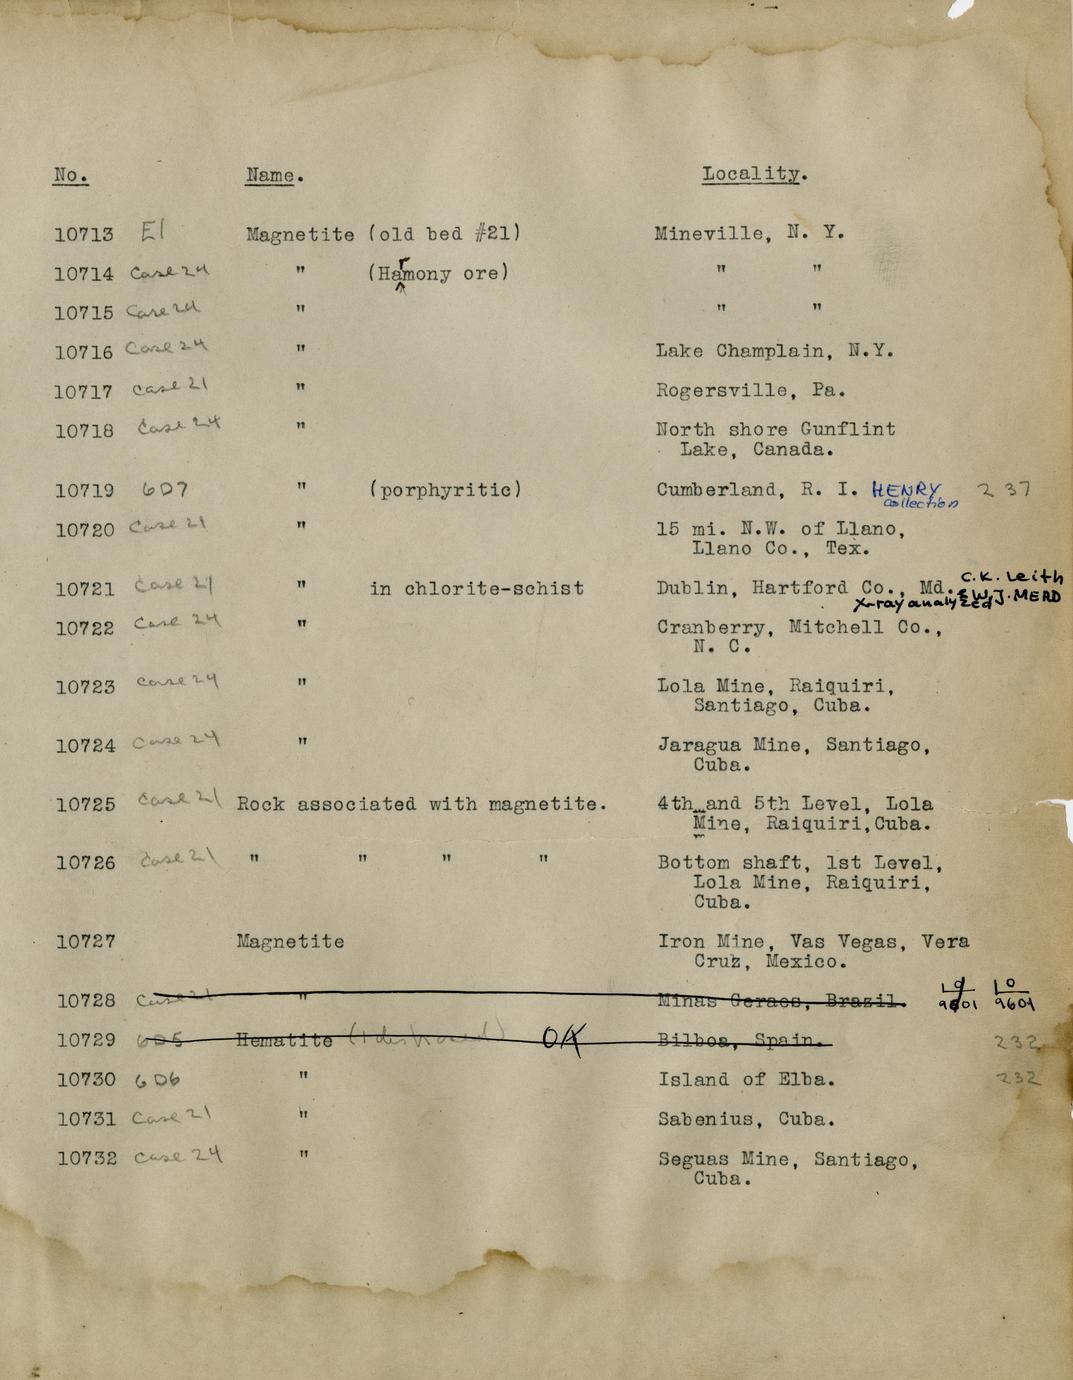 No. Name. Locality.
10713 E1 Magnetite (old bed #21) Mineville, N. Y.
10714 Case 24 " (Harmony ore) " "
10715 Case 24 " " "
10716 Case 24 " Lake Champlain, N.Y.
10717 Case 21 " Rogersville, Pa.
10718 Case 24 " North shore Gunflint
Lake, Canada.
10719 6D7 " (porphyritic) Cumberland, R. I. HENRY 237
collection
10720 Case 21 " 15 mi. N.W. of Llano,
Llano Co., Tex.
C.K. Leith
10721 Case 21 " in chlorite-schist Dublin, Hartford Co., Md. & W.J. MERD
X-ray analyzed
10722 Case 24 " Cranberry, Mitchell Co.,
N. C.
10723 Case 24 " Lola Mine, Raiquiri,
Santiago, Cuba.
10724 Case 24 " Jaragua Mine, Santiago,
Cuba.
10725 Case 21 Rock associated with magnetite. 4th and 5th Level, Lola
Mine, Raiquiri, Cuba.
10726 Case 21 " " " " Bottom shaft, 1st Level,
Lola Mine, Raiquiri,
Cuba.
10727 Magnetite Iron Mine, Vas Vegas, Vera
Cruz, Mexico.
10728 Case 21 " Minas Geraes, Brazil. 10 9601
10729 6D5 Hematite OK Bilboa, Spain. 232
10730 6D6 " Island of Elba. 232
10731 Case 21 " Sabenius, Cuba.
10732 Case 24 " Seguas Mine, Santiago,
Cuba.